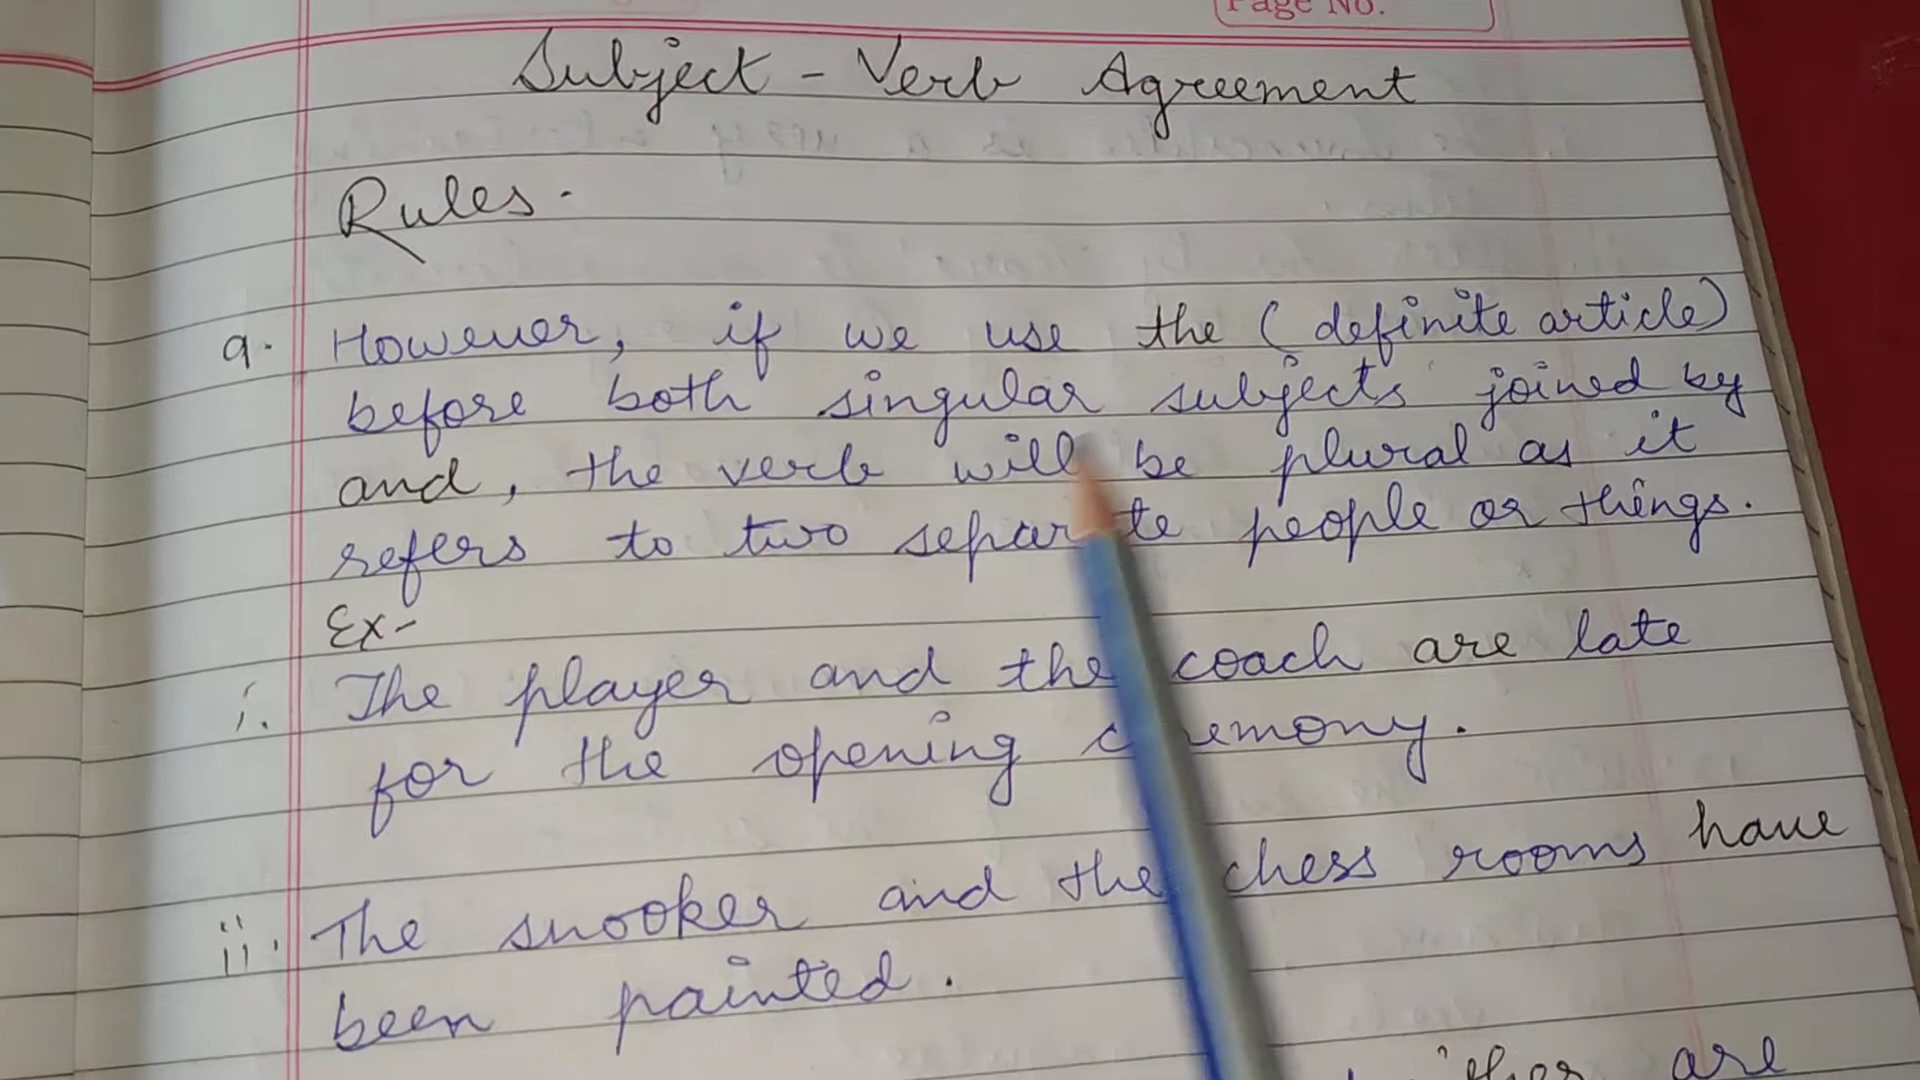 Page No.
Subject - Verb Agreement
Rules.
9. However, if we use the (definite article)
before both singular subjects joined by
and, the verb will be plural as it
refers to two separate people or things.
Ex-
i. The player and the coach are late
for the opening ceremony.
ii. The snooker and the chess rooms have
been painted.
are